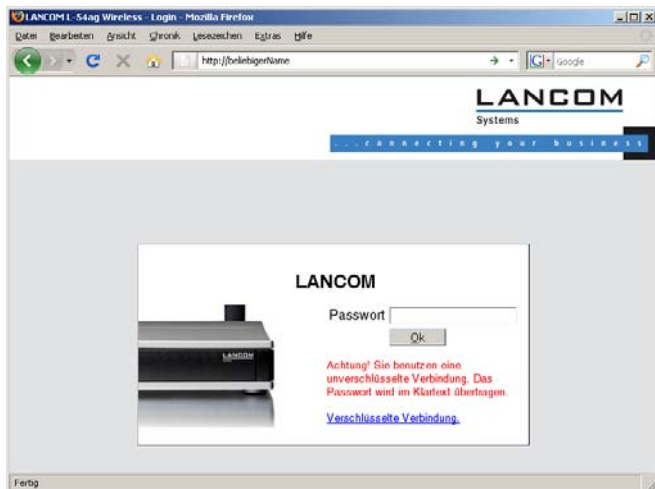 LANCOM L-54ag Wireless - Login - Mozilla Firefox
Datei Bearbeiten Ansicht Chronik Lesezeichen Extras Hilfe
http://beliebigerName
Google
LANCOM
Systems
...connecting your business
LANCOM
Passwort
Ok
LANCOM
Achtung! Sie benutzen eine
unverschlüsselte Verbindung. Das
Passwort wird im Klartext übertragen.
Verschlüsselte Verbindung.
Fertig